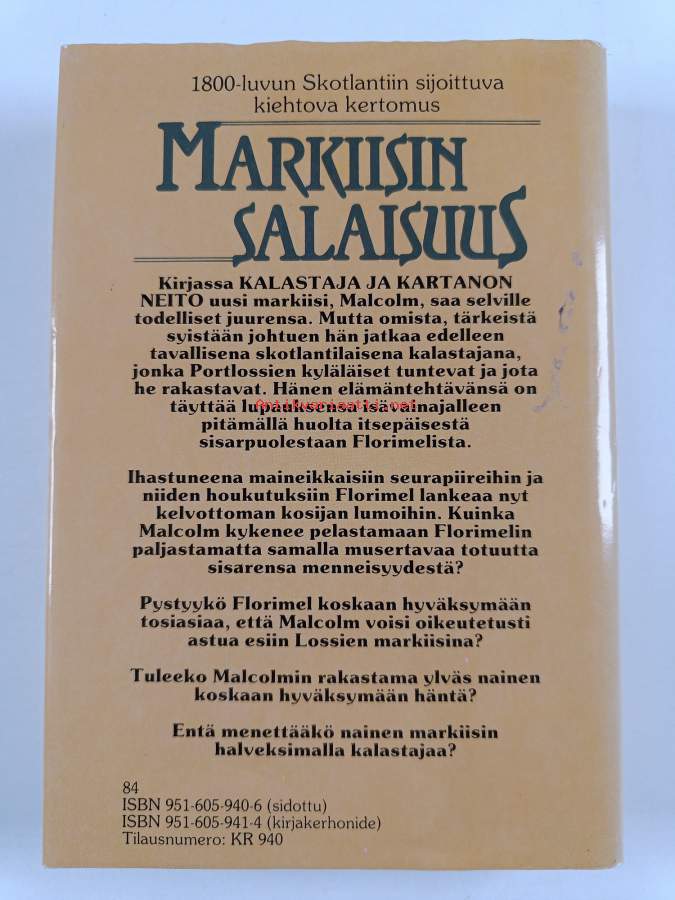 1800-luvun Skotlantiin sijoittuva
kiehtova kertomus
MARKIISIN
SALAISUUS
Kirjassa KALASTAJA JA KARTANON
NEITO uusi markiisi, Malcolm, saa selville
todelliset juurensa. Mutta omista, tärkeistä
syistään johtuen hän jatkaa edelleen
tavallisena skotlantilaisena kalastajana,
jonka Portlossien kyläläiset tuntevat ja jota
he rakastavat. Hänen elämäntehtävänsä on
täyttää lupauksensa isävainajalleen
Antikvariaatti.net
pitämällä huolta itsepäisestä
sisarpuolestaan Florimelista.
Ihastuneena maineikkaisiin seurapiireihin ja
niiden houkutuksiin Florimel lankeaa nyt
kelvottoman kosijan lumoihin. Kuinka
Malcolm kykenee pelastamaan Florimelin
paljastamatta samalla musertavaa totuutta
sisarensa menneisyydestä?
Pystyykö Florimel koskaan hyväksymään
tosiasiaa, että Malcolm voisi oikeutetusti
astua esiin Lossien markiisina?
Tuleeko Malcolmin rakastama ylväs nainen
koskaan hyväksymään häntä?
Entä menettääkö nainen markiisin
halveksimalla kalastajaa?
84
ISBN 951-605-940-6 (sidottu)
ISBN 951-605-941-4 (kirjakerhonide)
Tilausnumero: KR 940